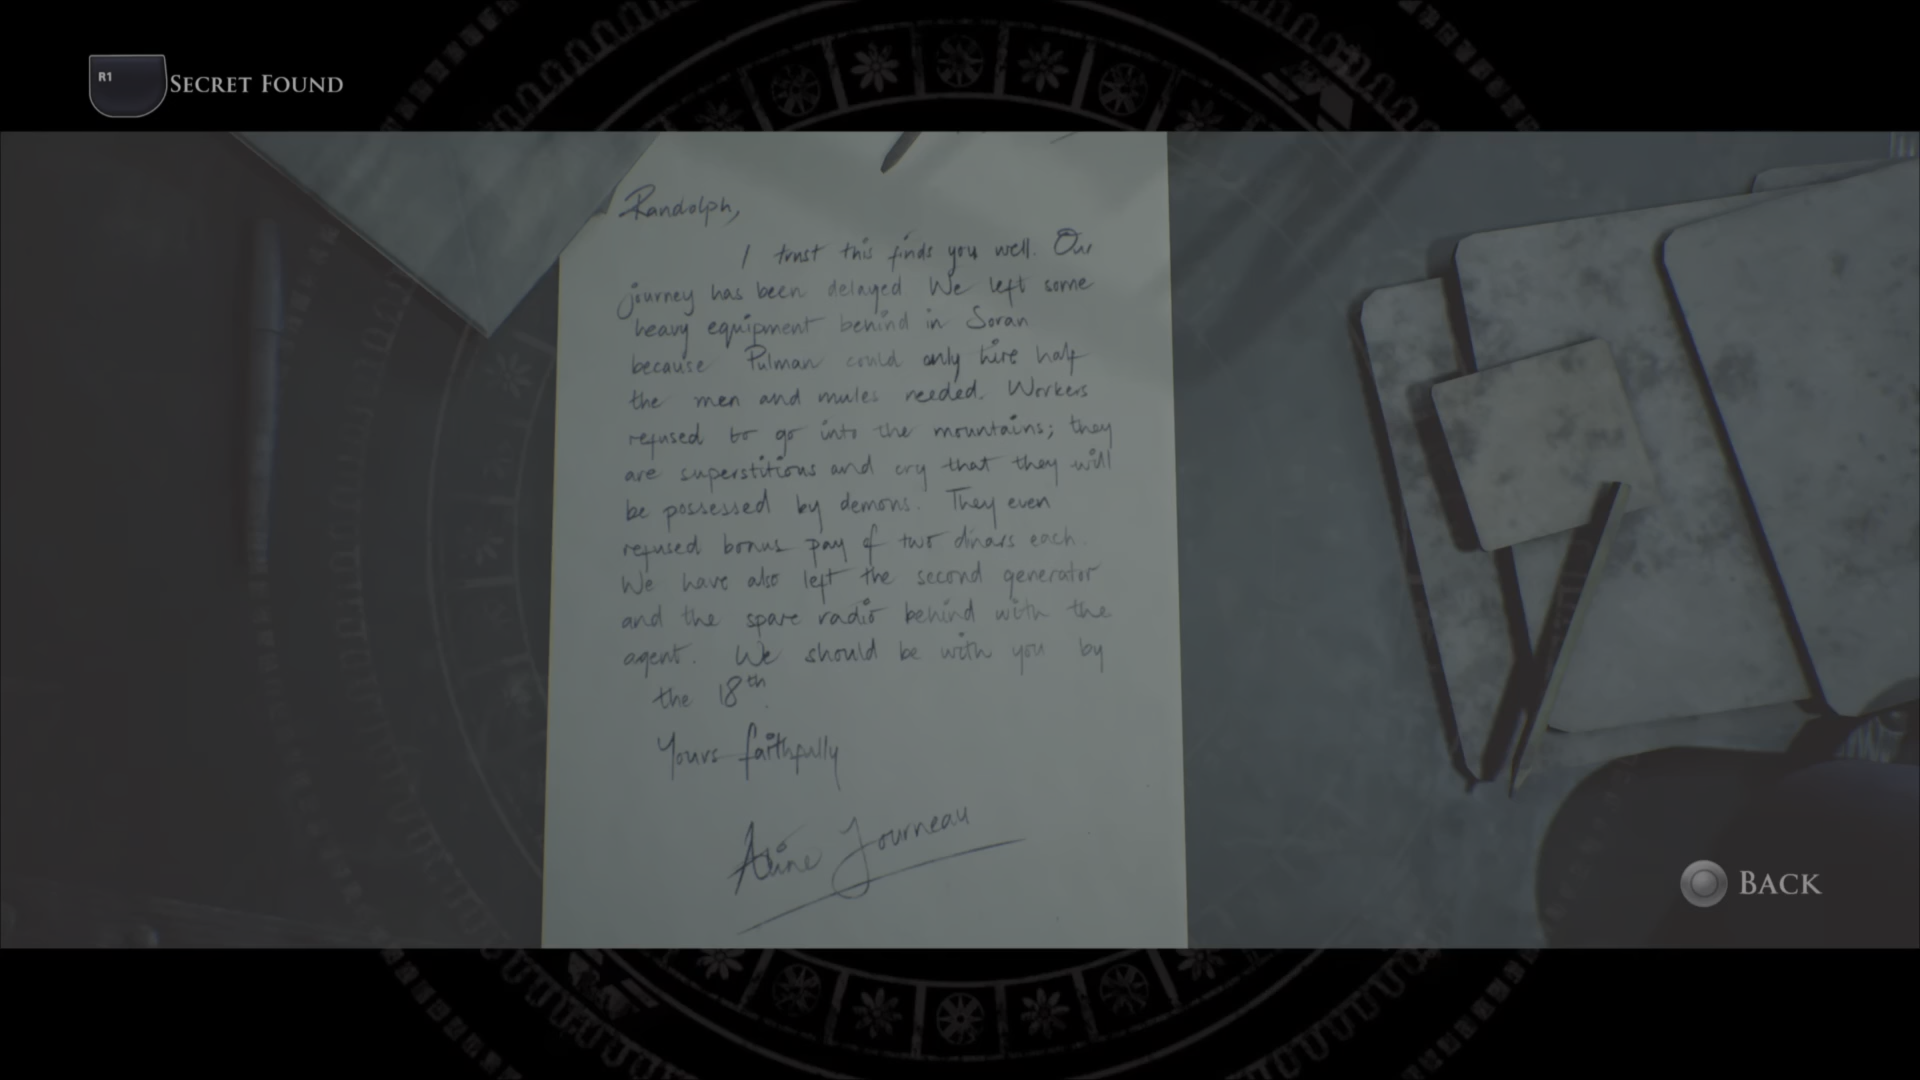 R1
SECRET FOUND
Randolph,
I trust this finds you well. Our
journey has been delayed. We left some
heavy equipment behind in Soran
because Pulman could only hire half
the men and mules needed. Workers
refused to go into the mountains; they
are superstitious and cry that they will
be possessed by demons. They even
refused bonus pay of two dinars each.
We have also left the second generator
and the spare radio behind with the
agent. We should be with you by
the 18th.
Yours faithfully
Aline Journeau
BACK